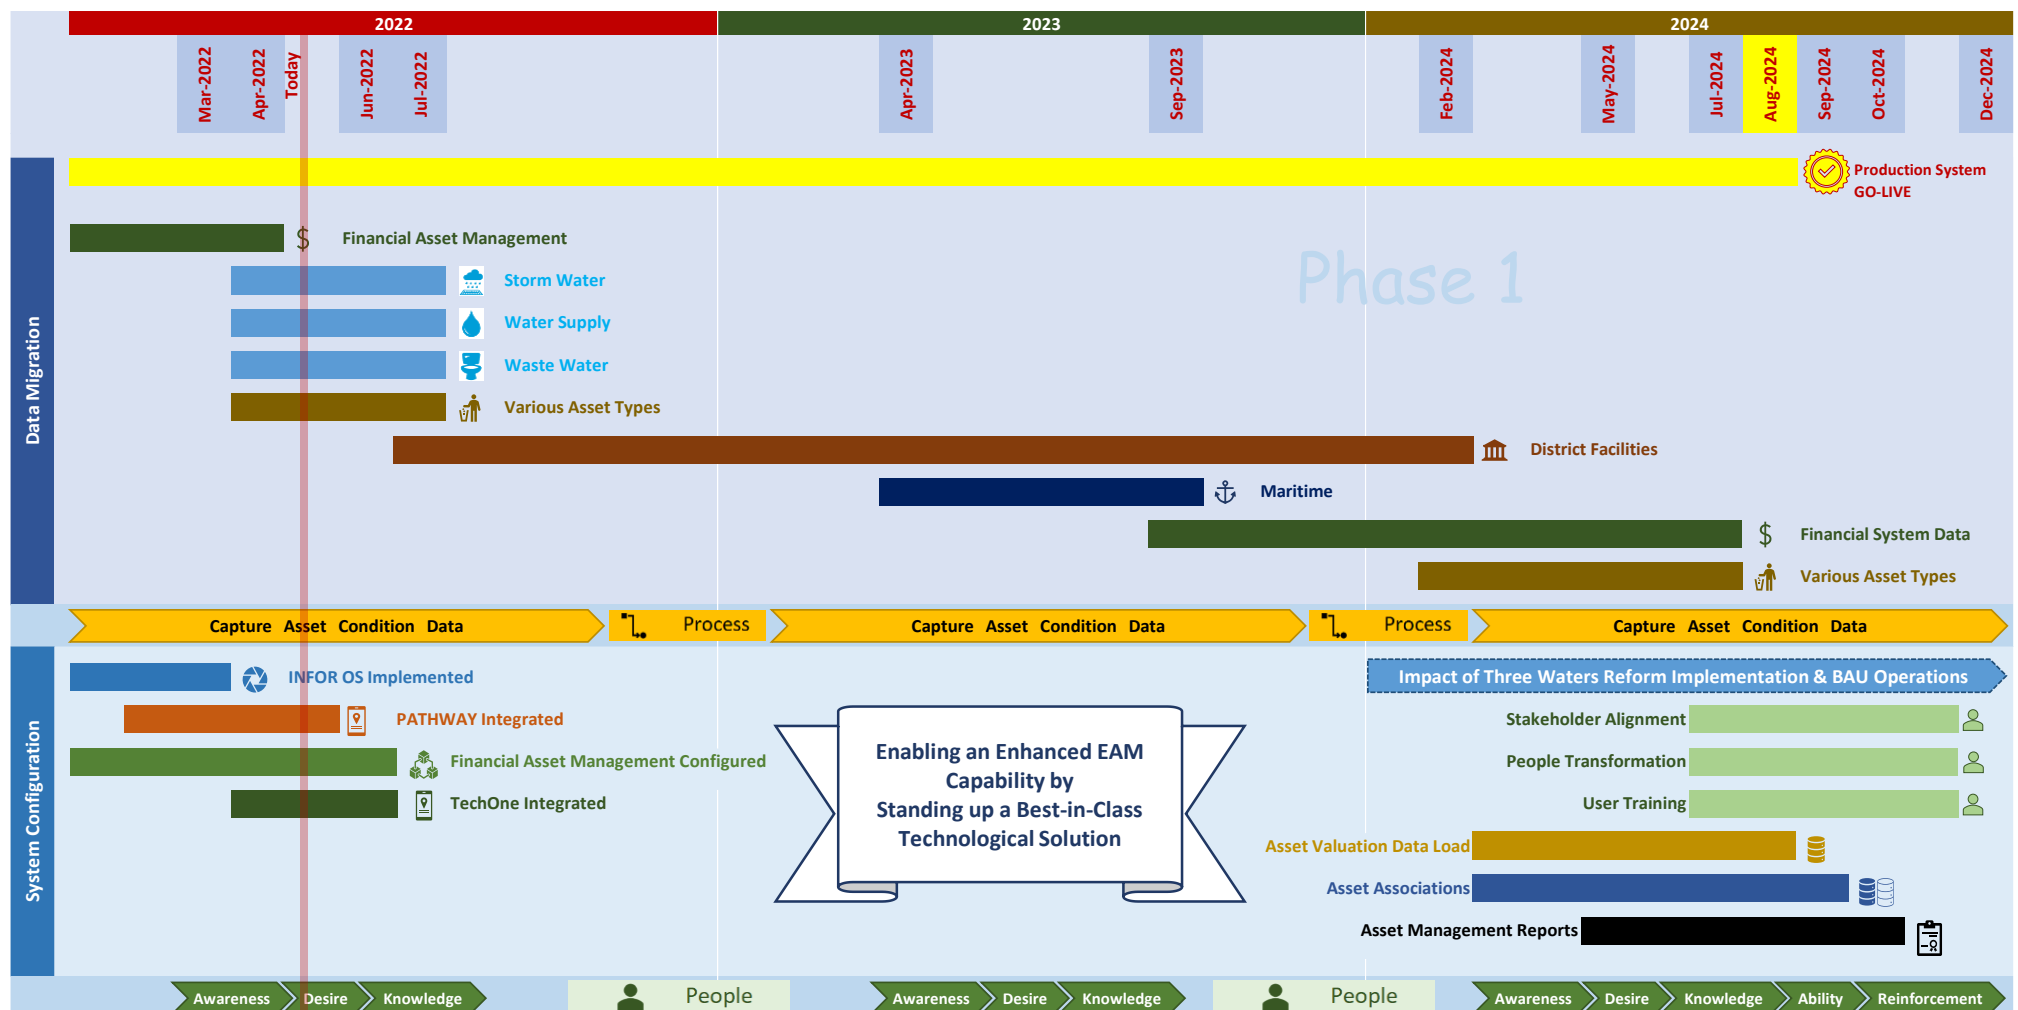 2022
2023
2024
Mar-2022
Apr-2022
Today
Jun-2022
Jul-2022
Apr-2023
Sep-2023
Feb-2024
May-2024
Jul-2024
Aug-2024
Sep-2024
Oct-2024
Dec-2024
Data Migration
Production System
GO-LIVE
$
Financial Asset Management
Phase 1
Storm Water
Water Supply
Waste Water
Various Asset Types
District Facilities
Maritime
$
Financial System Data
Various Asset Types
Capture Asset Condition Data
Process
Capture Asset Condition Data
Process
Capture Asset Condition Data
System Configuration
INFOR OS Implemented
PATHWAY Integrated
Financial Asset Management Configured
TechOne Integrated
Enabling an Enhanced EAM
Capability by
Standing up a Best-in-Class
Technological Solution
Impact of Three Waters Reform Implementation & BAU Operations
Stakeholder Alignment
People Transformation
User Training
Asset Valuation Data Load
Asset Associations
Asset Management Reports
Awareness
Desire
Knowledge
People
Awareness
Desire
Knowledge
People
Awareness
Desire
Knowledge
Ability
Reinforcement